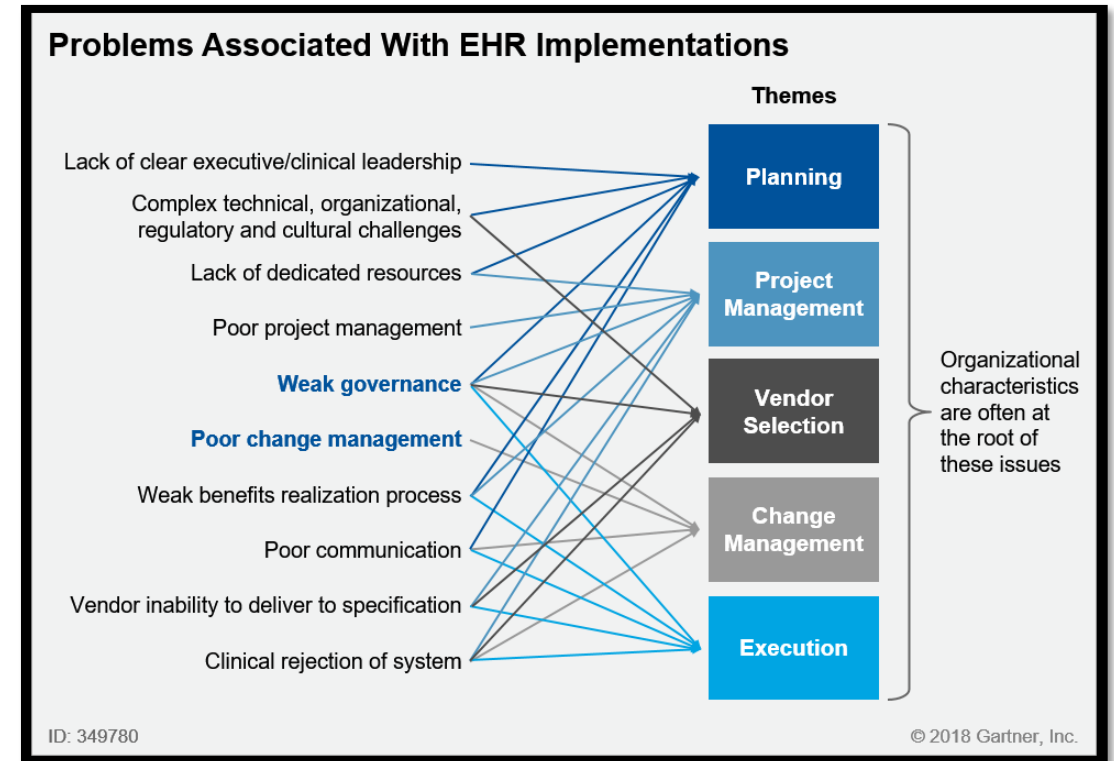 Problems Associated With EHR Implementations
Themes
Lack of clear executive/clinical leadership
Complex technical, organizational,
regulatory and cultural challenges
Lack of dedicated resources
Poor project management
Weak governance
Poor change management
Weak benefits realization process
Poor communication
Vendor inability to deliver to specification
Clinical rejection of system
Planning
Project
Management
Vendor
Selection
Change
Management
Execution
Organizational
characteristics
are often at
the root of
these issues
ID: 349780
© 2018 Gartner, Inc.